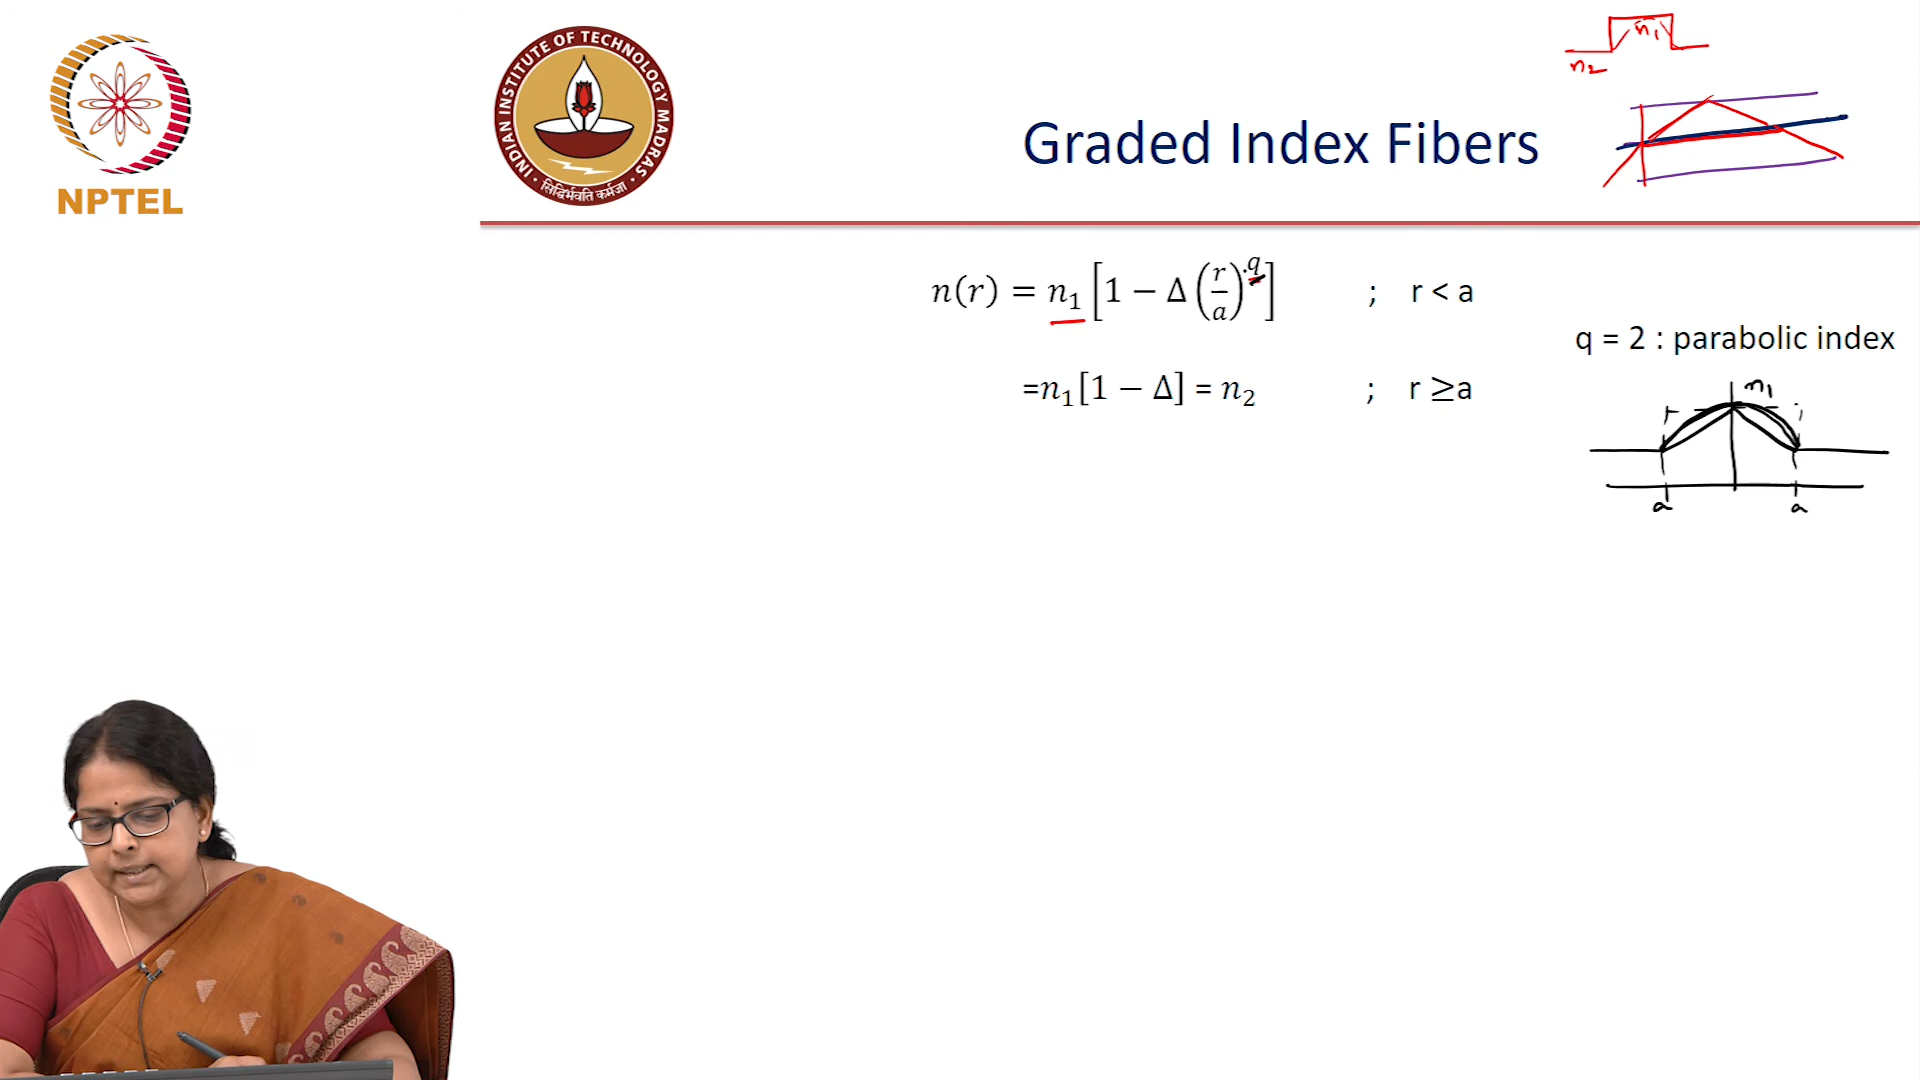 NPTEL
INDIAN INSTITUTE OF TECHNOLOGY MADRAS
सिद्धिर्भवति कर्मजा
n₁
n₂
Graded Index Fibers
n(r) = n₁ [1 − Δ (r/a)^q] ; r < a
q = 2 : parabolic index
=n₁[1 − Δ] = n₂ ; r ≥a
n₁
a a